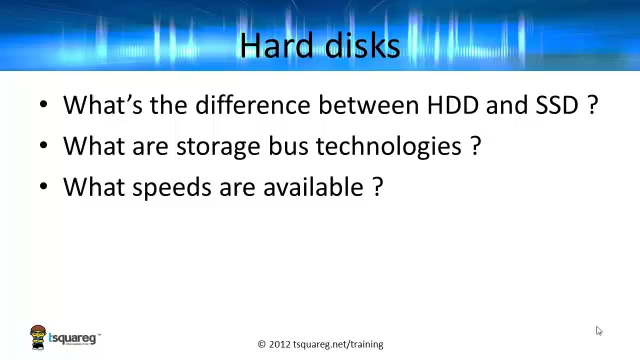 Hard disks
• What's the difference between HDD and SSD ?
• What are storage bus technologies ?
• What speeds are available ?
tsquareg™
© 2012 tsquareg.net/training